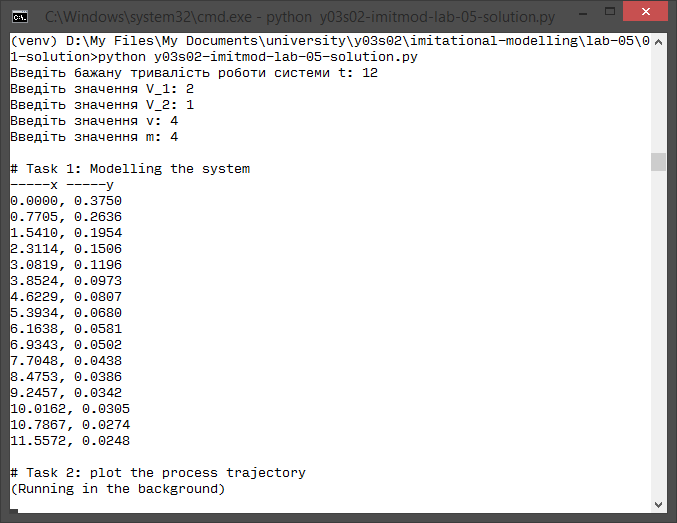 C:\Windows\system32\cmd.exe - python y03s02-imitmod-lab-05-solution.py
(venv) D:\My Files\My Documents\university\y03s02\imitational-modelling\lab-05\0
1-solution>python y03s02-imitmod-lab-05-solution.py
Введіть бажану тривалість роботи системи t: 12
Введіть значення V_1: 2
Введіть значення V_2: 1
Введіть значення v: 4
Введіть значення m: 4
# Task 1: Modelling the system
-----x -----y
0.0000, 0.3750
0.7705, 0.2636
1.5410, 0.1954
2.3114, 0.1506
3.0819, 0.1196
3.8524, 0.0973
4.6229, 0.0807
5.3934, 0.0680
6.1638, 0.0581
6.9343, 0.0502
7.7048, 0.0438
8.4753, 0.0386
9.2457, 0.0342
10.0162, 0.0305
10.7867, 0.0274
11.5572, 0.0248
# Task 2: plot the process trajectory
(Running in the background)